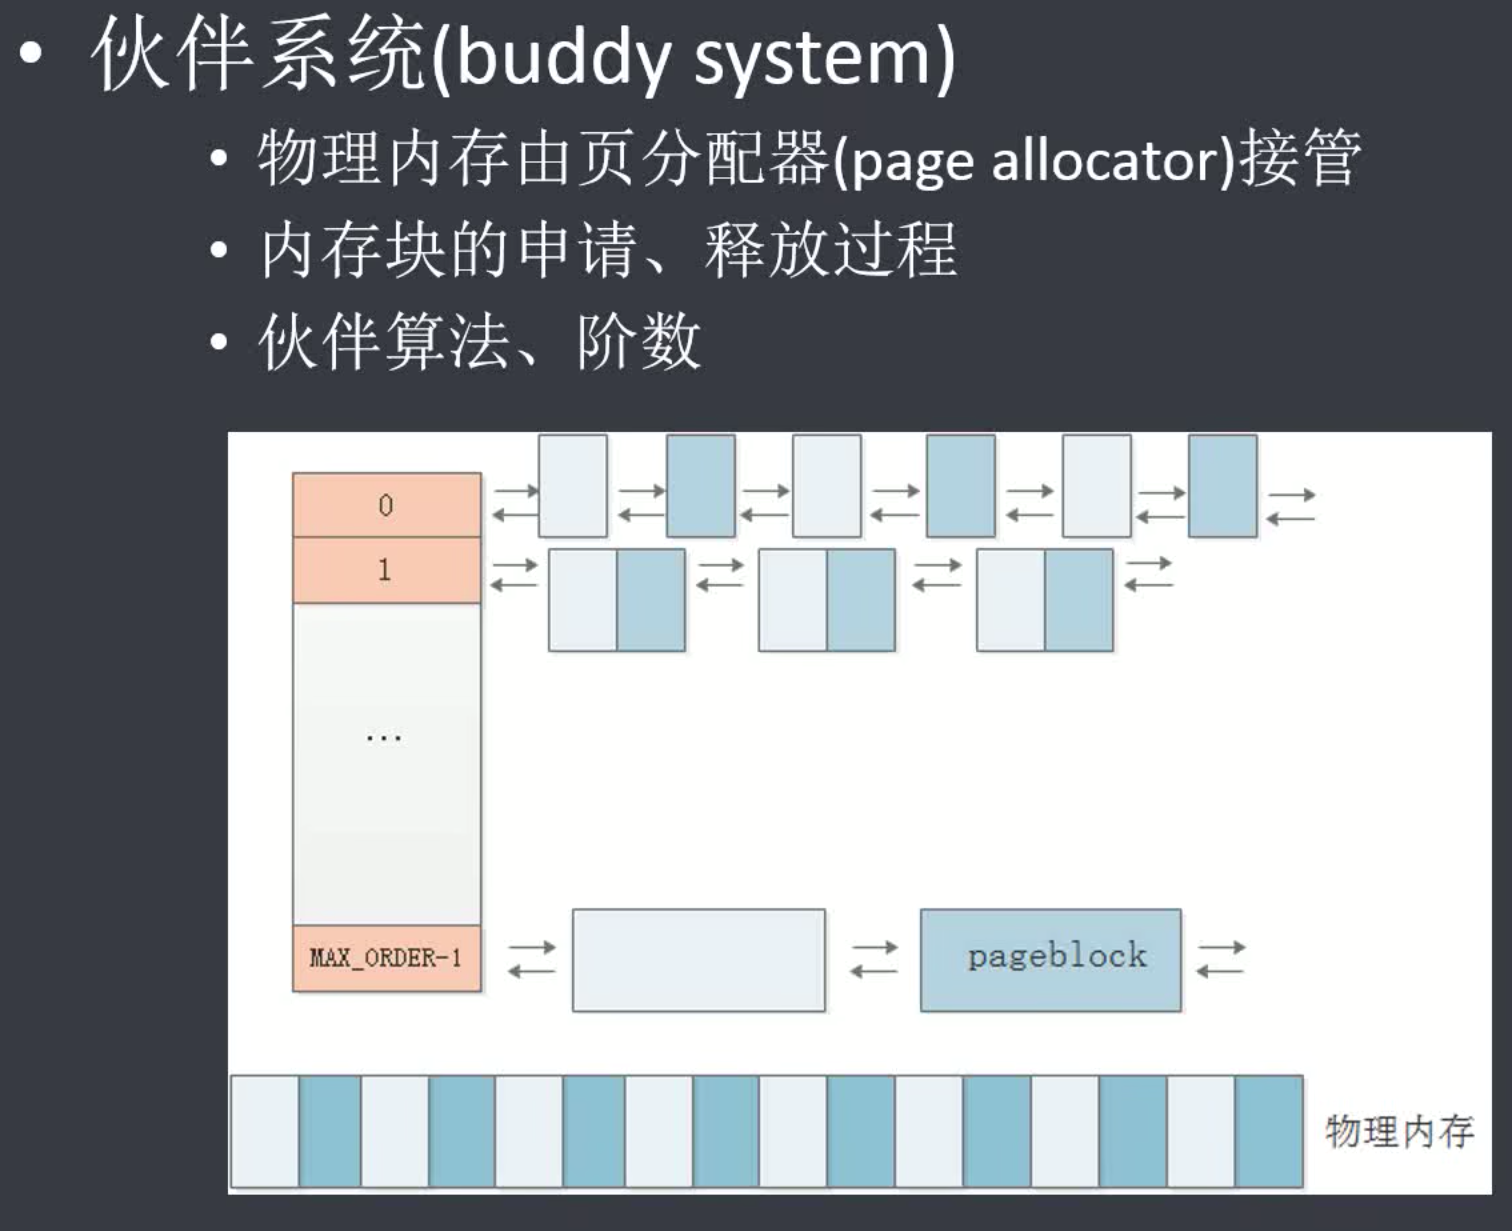 • 伙伴系统(buddy system)
• 物理内存由页分配器(page allocator)接管
• 内存块的申请、释放过程
• 伙伴算法、阶数
0
1
...
MAX_ORDER-1
pageblock
物理内存